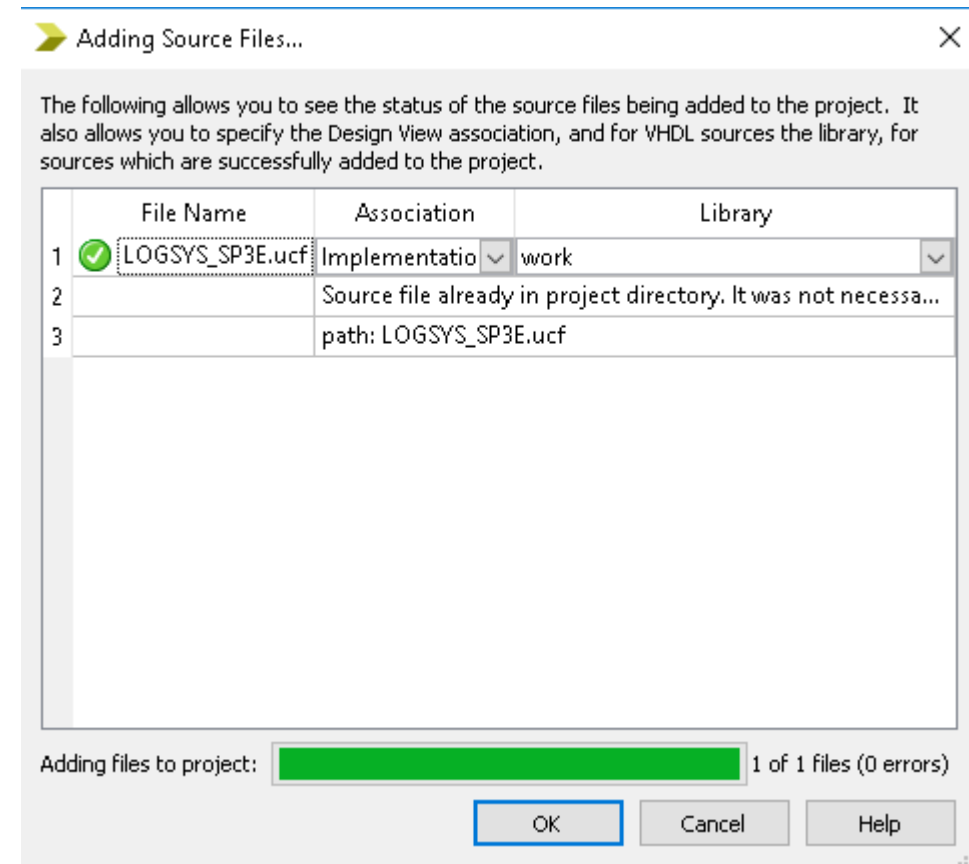 Adding Source Files...
The following allows you to see the status of the source files being added to the project. It
also allows you to specify the Design View association, and for VHDL sources the library, for
sources which are successfully added to the project.
File Name Association Library
1 LOGSYS_SP3E.ucf Implementatio work
2 Source file already in project directory. It was not necessa...
3 path: LOGSYS_SP3E.ucf
Adding files to project: 1 of 1 files (0 errors)
OK Cancel Help